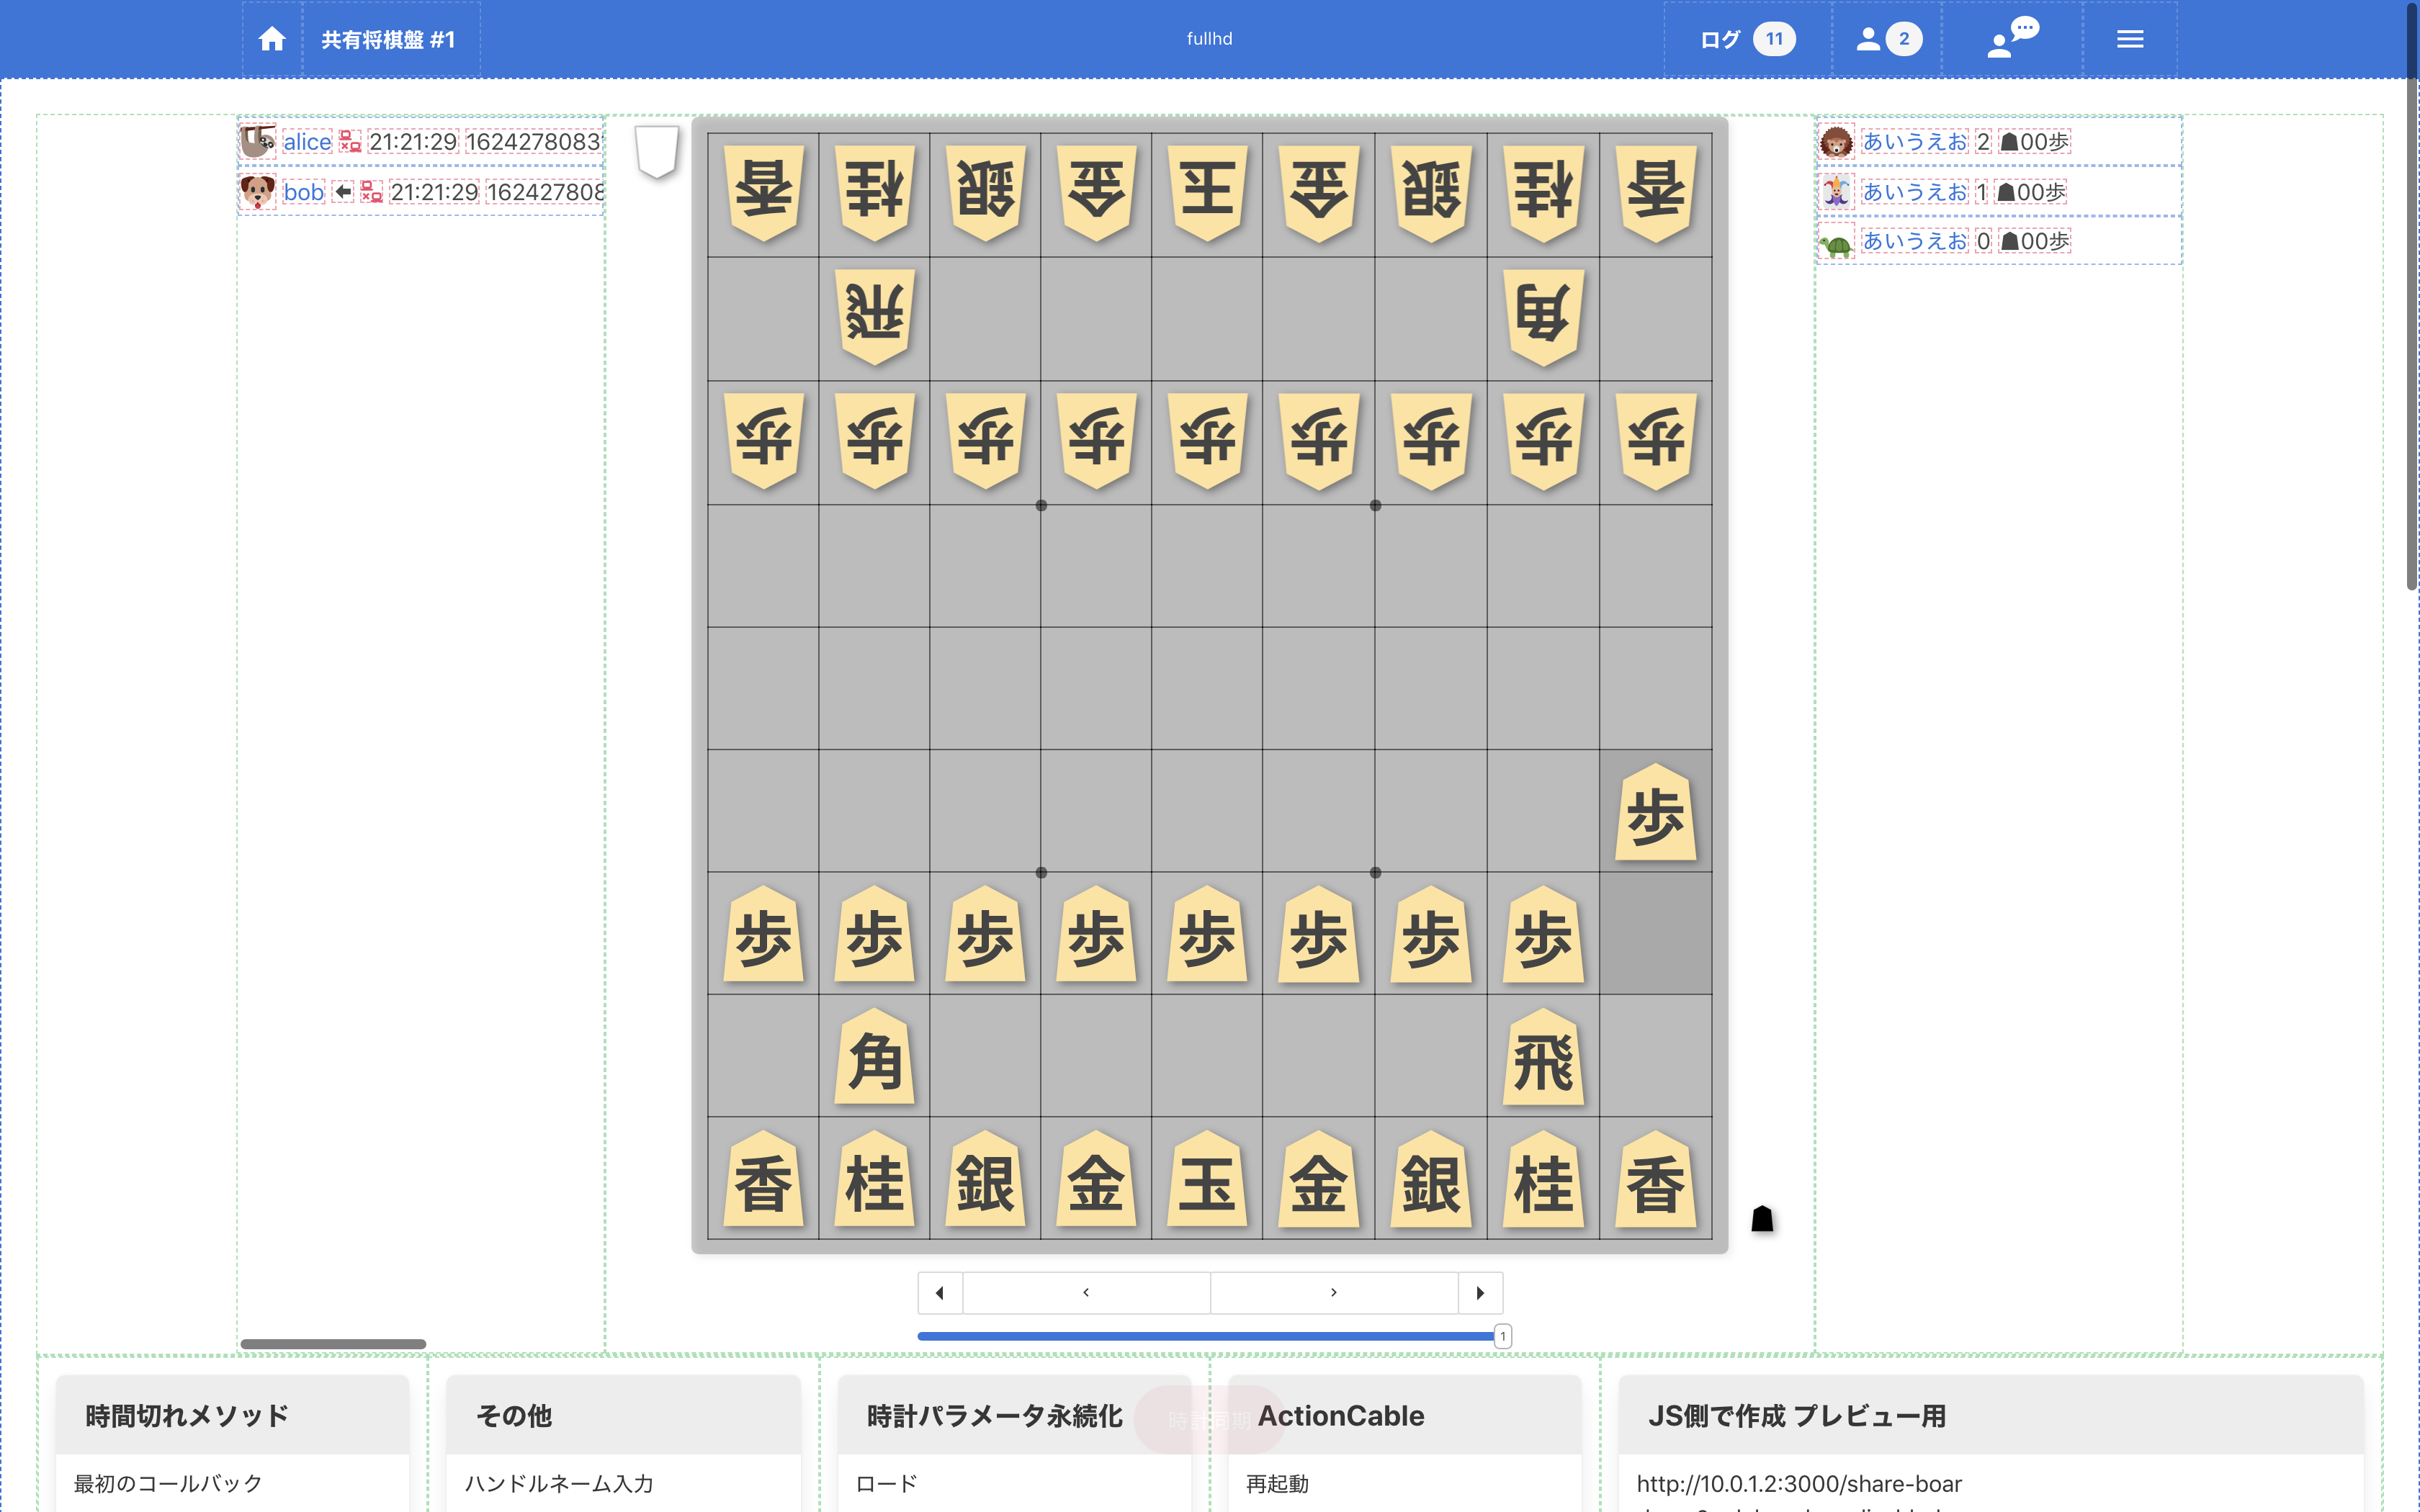 共有将棋盤 #1
fullhd
ログ 11
2
alice 21:21:29 1624278083
bob 21:21:29 162427808
あいうえお 2 ☗00歩
あいうえお 1 ☗00歩
あいうえお 0 ☗00歩
香 桂 銀 金 玉 金 銀 桂 香
飛 角
歩 歩 歩 歩 歩 歩 歩 歩 歩
歩
歩 歩 歩 歩 歩 歩 歩 歩
角 飛
香 桂 銀 金 玉 金 銀 桂 香
1
時間切れメソッド
最初のコールバック
その他
ハンドルネーム入力
時計パラメータ永続化
ロード
時計同期
ActionCable
再起動
JS側で作成 プレビュー用
http://10.0.1.2:3000/share-boar